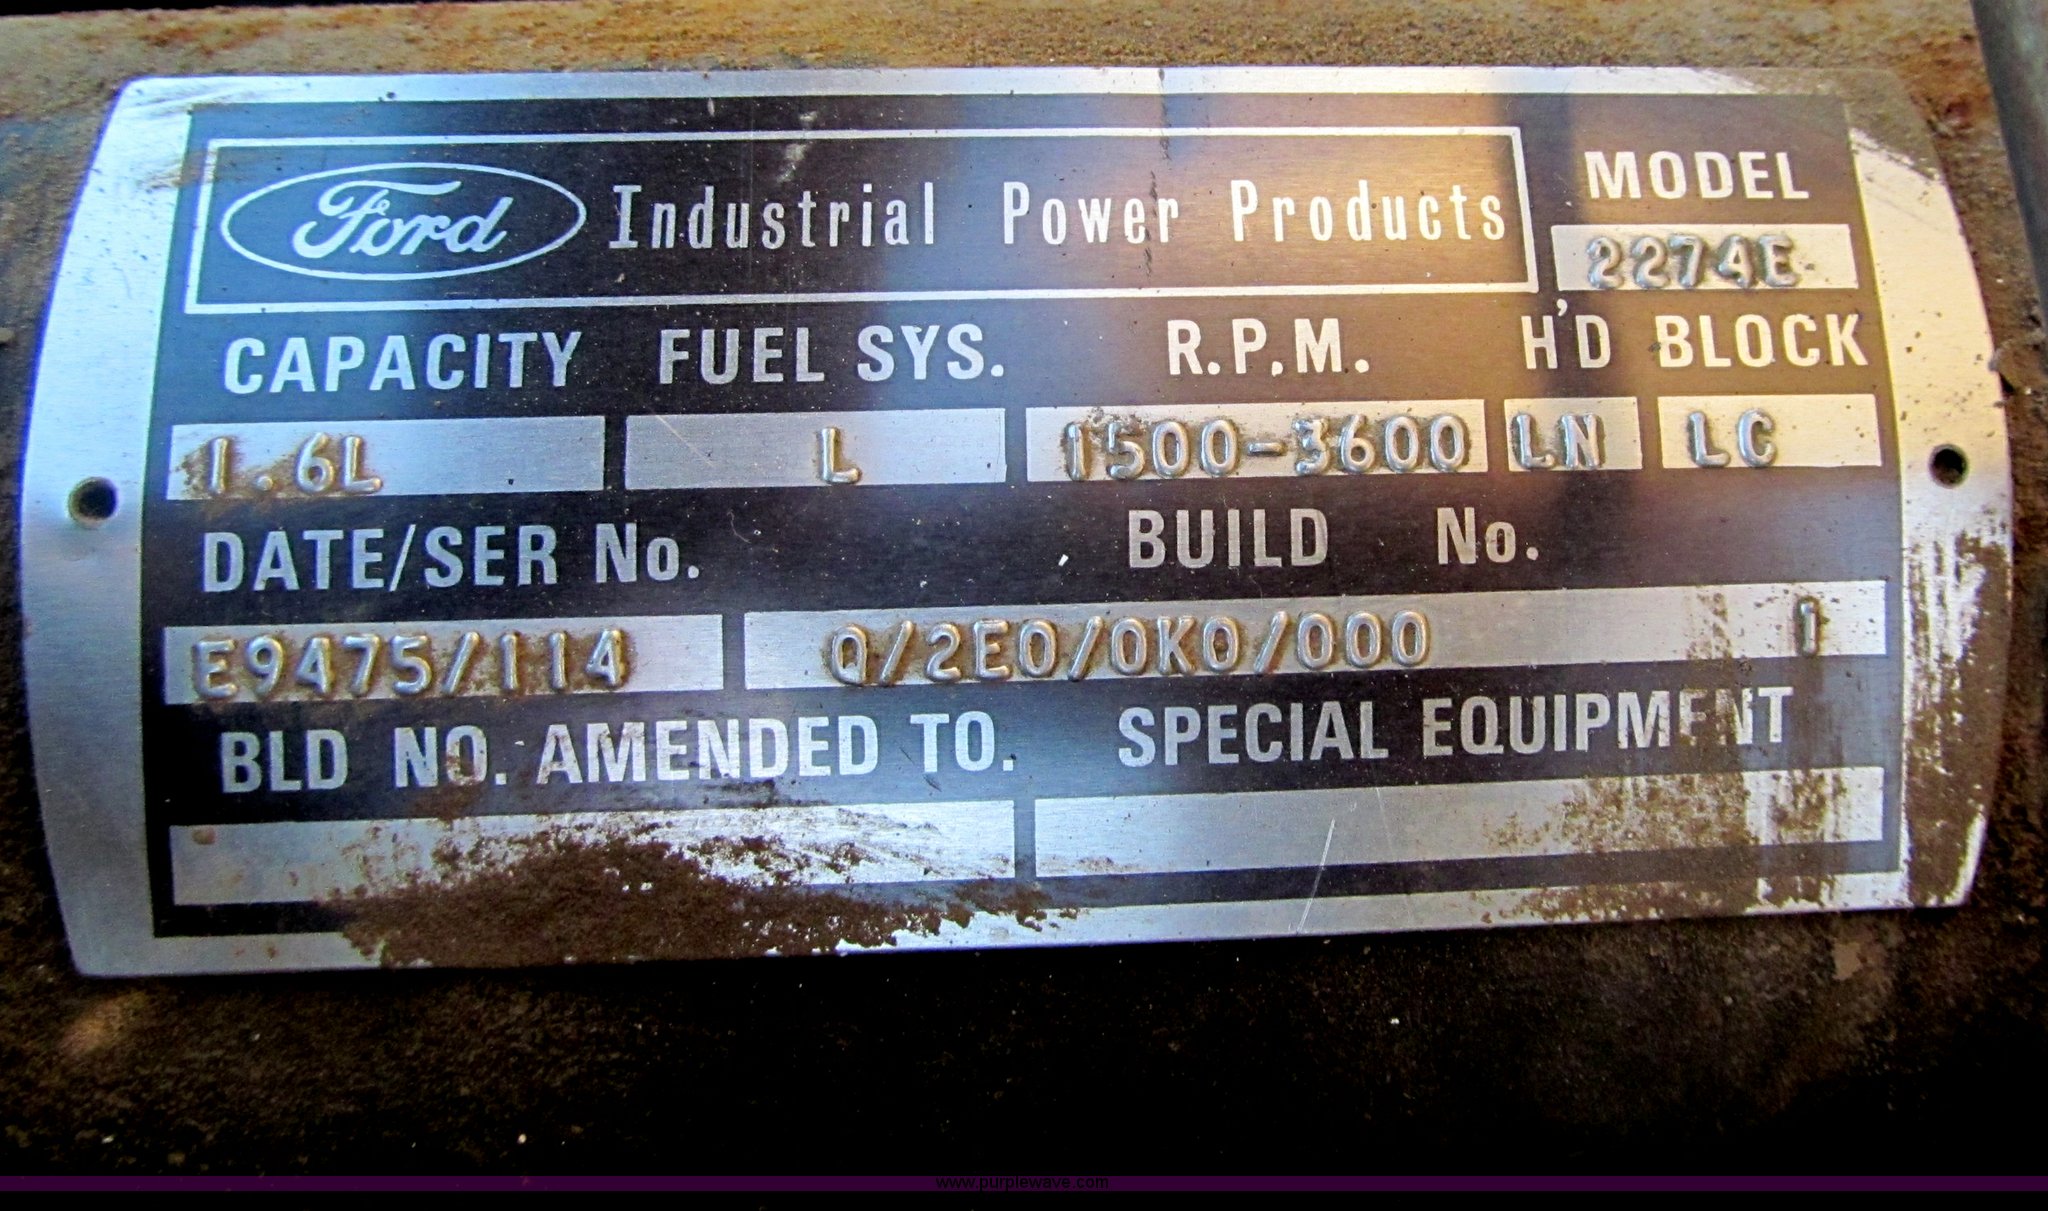 Ford Industrial Power Products
MODEL
2274E
CAPACITY FUEL SYS. R.P.M. H'D BLOCK
1.6L L 1500-3600 LN LC
DATE/SER No. BUILD No.
E9475/114 Q/2E0/0K0/000 1
BLD NO. AMENDED TO. SPECIAL EQUIPMENT
www.purplewave.com